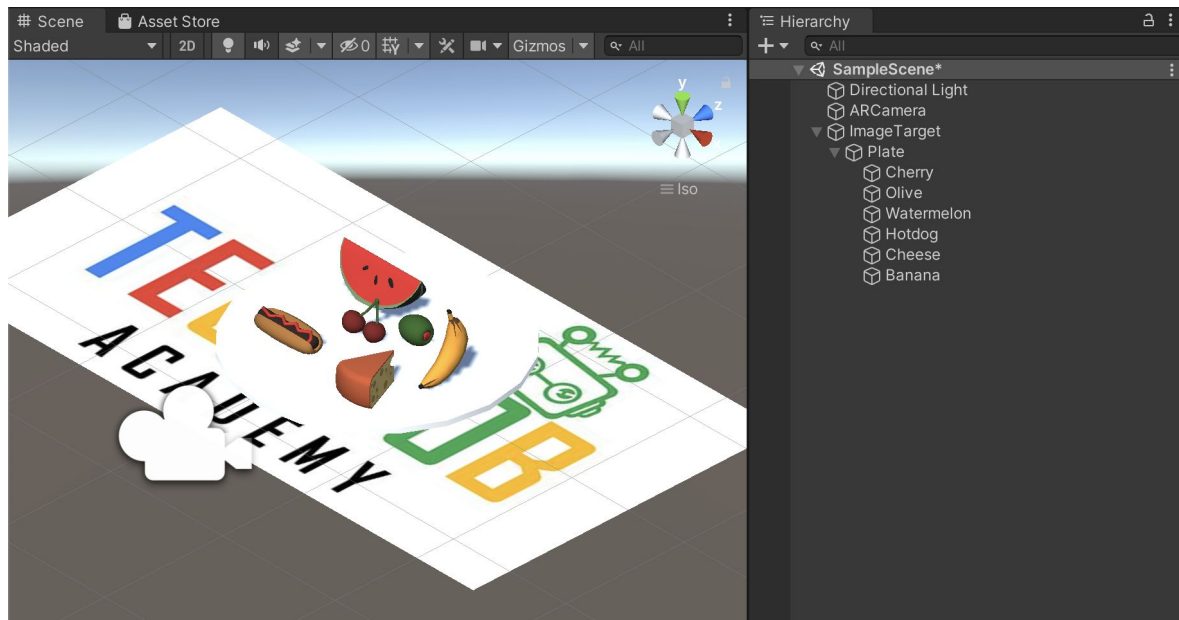 Scene Asset Store
Shaded 2D 0 Gizmos All
y
z
x
Iso
TE
ACADEMY
B
Hierarchy
All
SampleScene*
Directional Light
ARCamera
ImageTarget
Plate
Cherry
Olive
Watermelon
Hotdog
Cheese
Banana